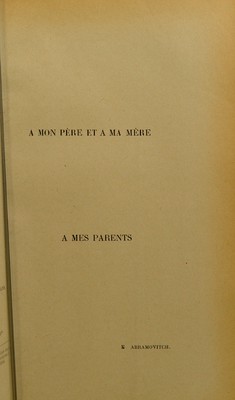 A MON PÈRE ET A MA MÈRE
A MES PARENTS
E ABRAMOVITCH.